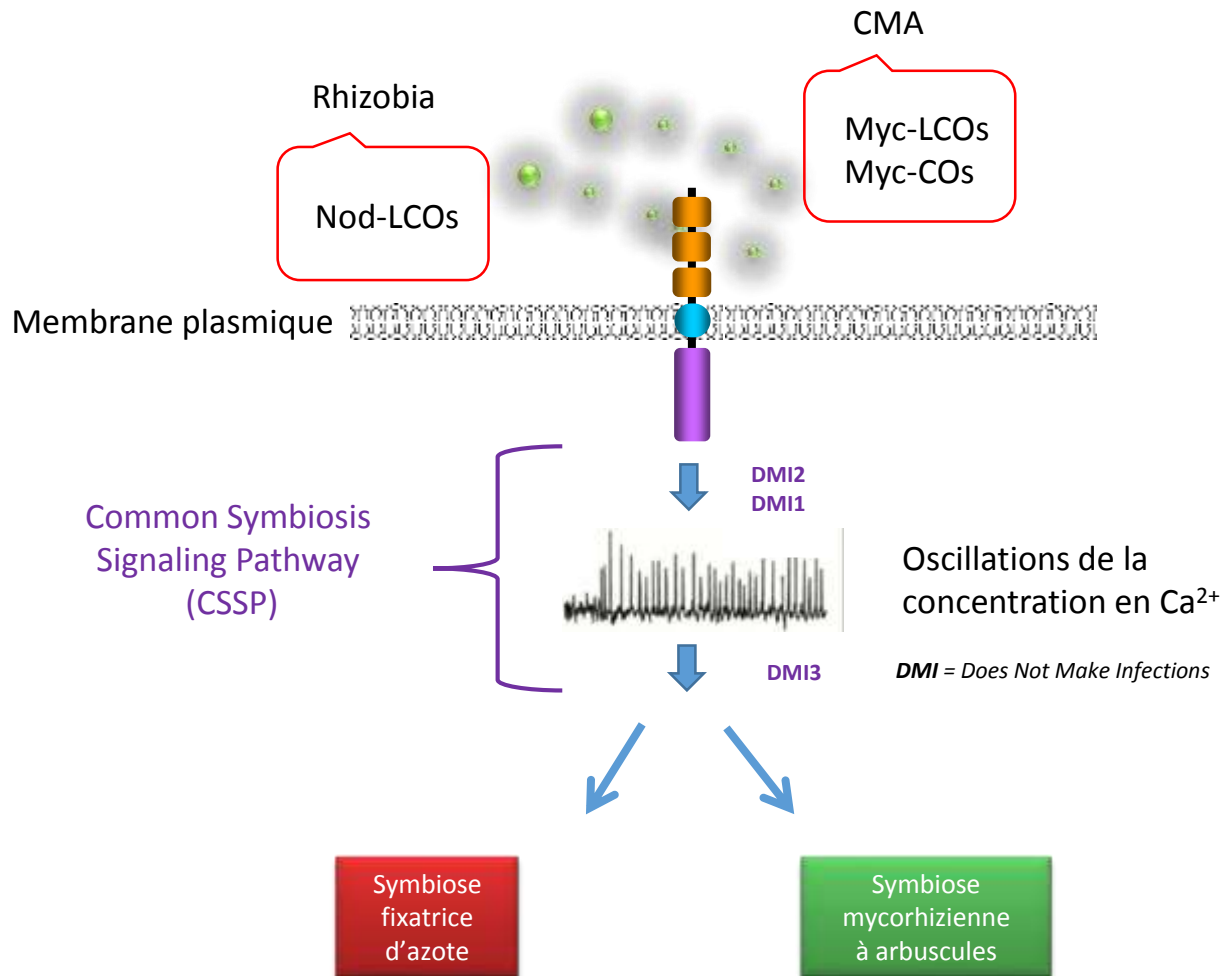 CMA
Rhizobia
Myc-LCOs
Myc-COs
Nod-LCOs
Membrane plasmique
DMI2
DMI1
Common Symbiosis
Signaling Pathway
(CSSP)
Oscillations de la
concentration en Ca²⁺
DMI3
DMI = Does Not Make Infections
Symbiose
fixatrice
d’azote
Symbiose
mycorhizienne
à arbuscules